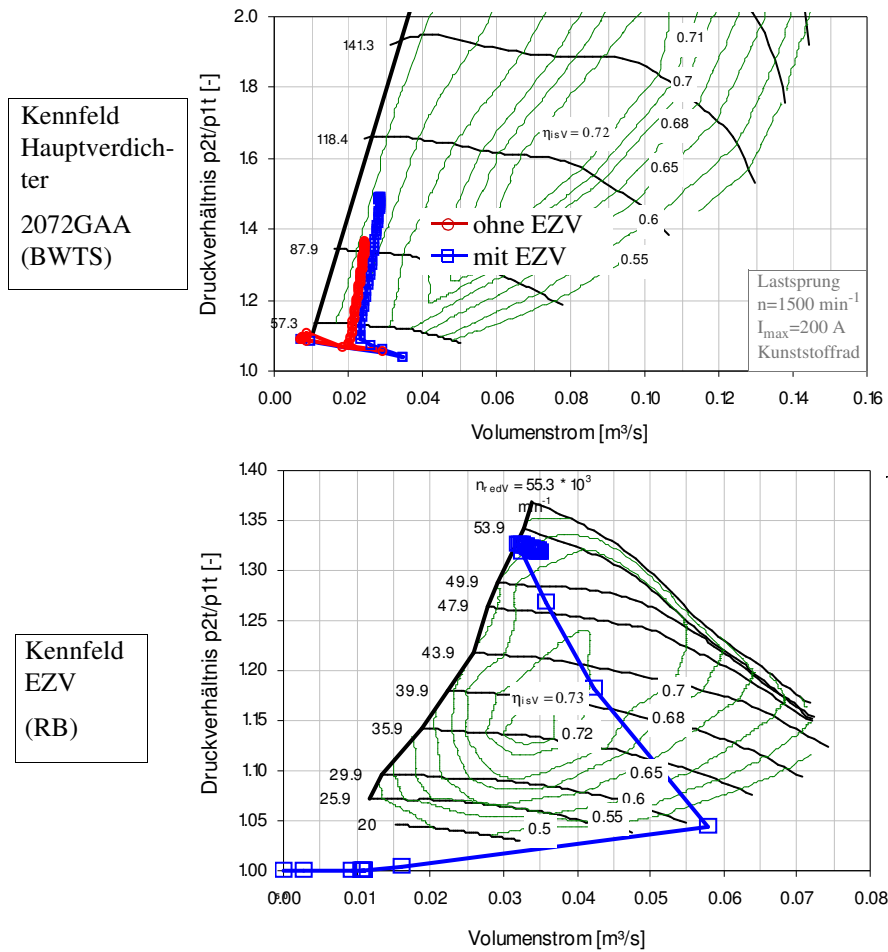 Kennfeld
Hauptverdich-
ter
2072GAA
(BWTS)
Druckverhältnis p2t/p1t [-]
2.0
1.8
1.6
1.4
1.2
1.0
141.3
118.4
87.9
57.3
0.71
0.7
0.68
ηisV = 0.72
0.65
0.6
0.55
ohne EZV
mit EZV
Lastsprung
n=1500 min-1
Imax=200 A
Kunststoffrad
0.00 0.02 0.04 0.06 0.08 0.10 0.12 0.14 0.16
Volumenstrom [m³/s]
Kennfeld
EZV
(RB)
Druckverhältnis p2t/p1t [-]
1.40
1.35
1.30
1.25
1.20
1.15
1.10
1.05
1.00
n redV = 55.3 * 10³
min-1
53.9
49.9
47.9
43.9
39.9
35.9
29.9
25.9
20
0.7
ηisV = 0.73
0.68
0.72
0.65
0.6
0.55
0.5
0.00 0.01 0.02 0.03 0.04 0.05 0.06 0.07 0.08
Volumenstrom [m³/s]